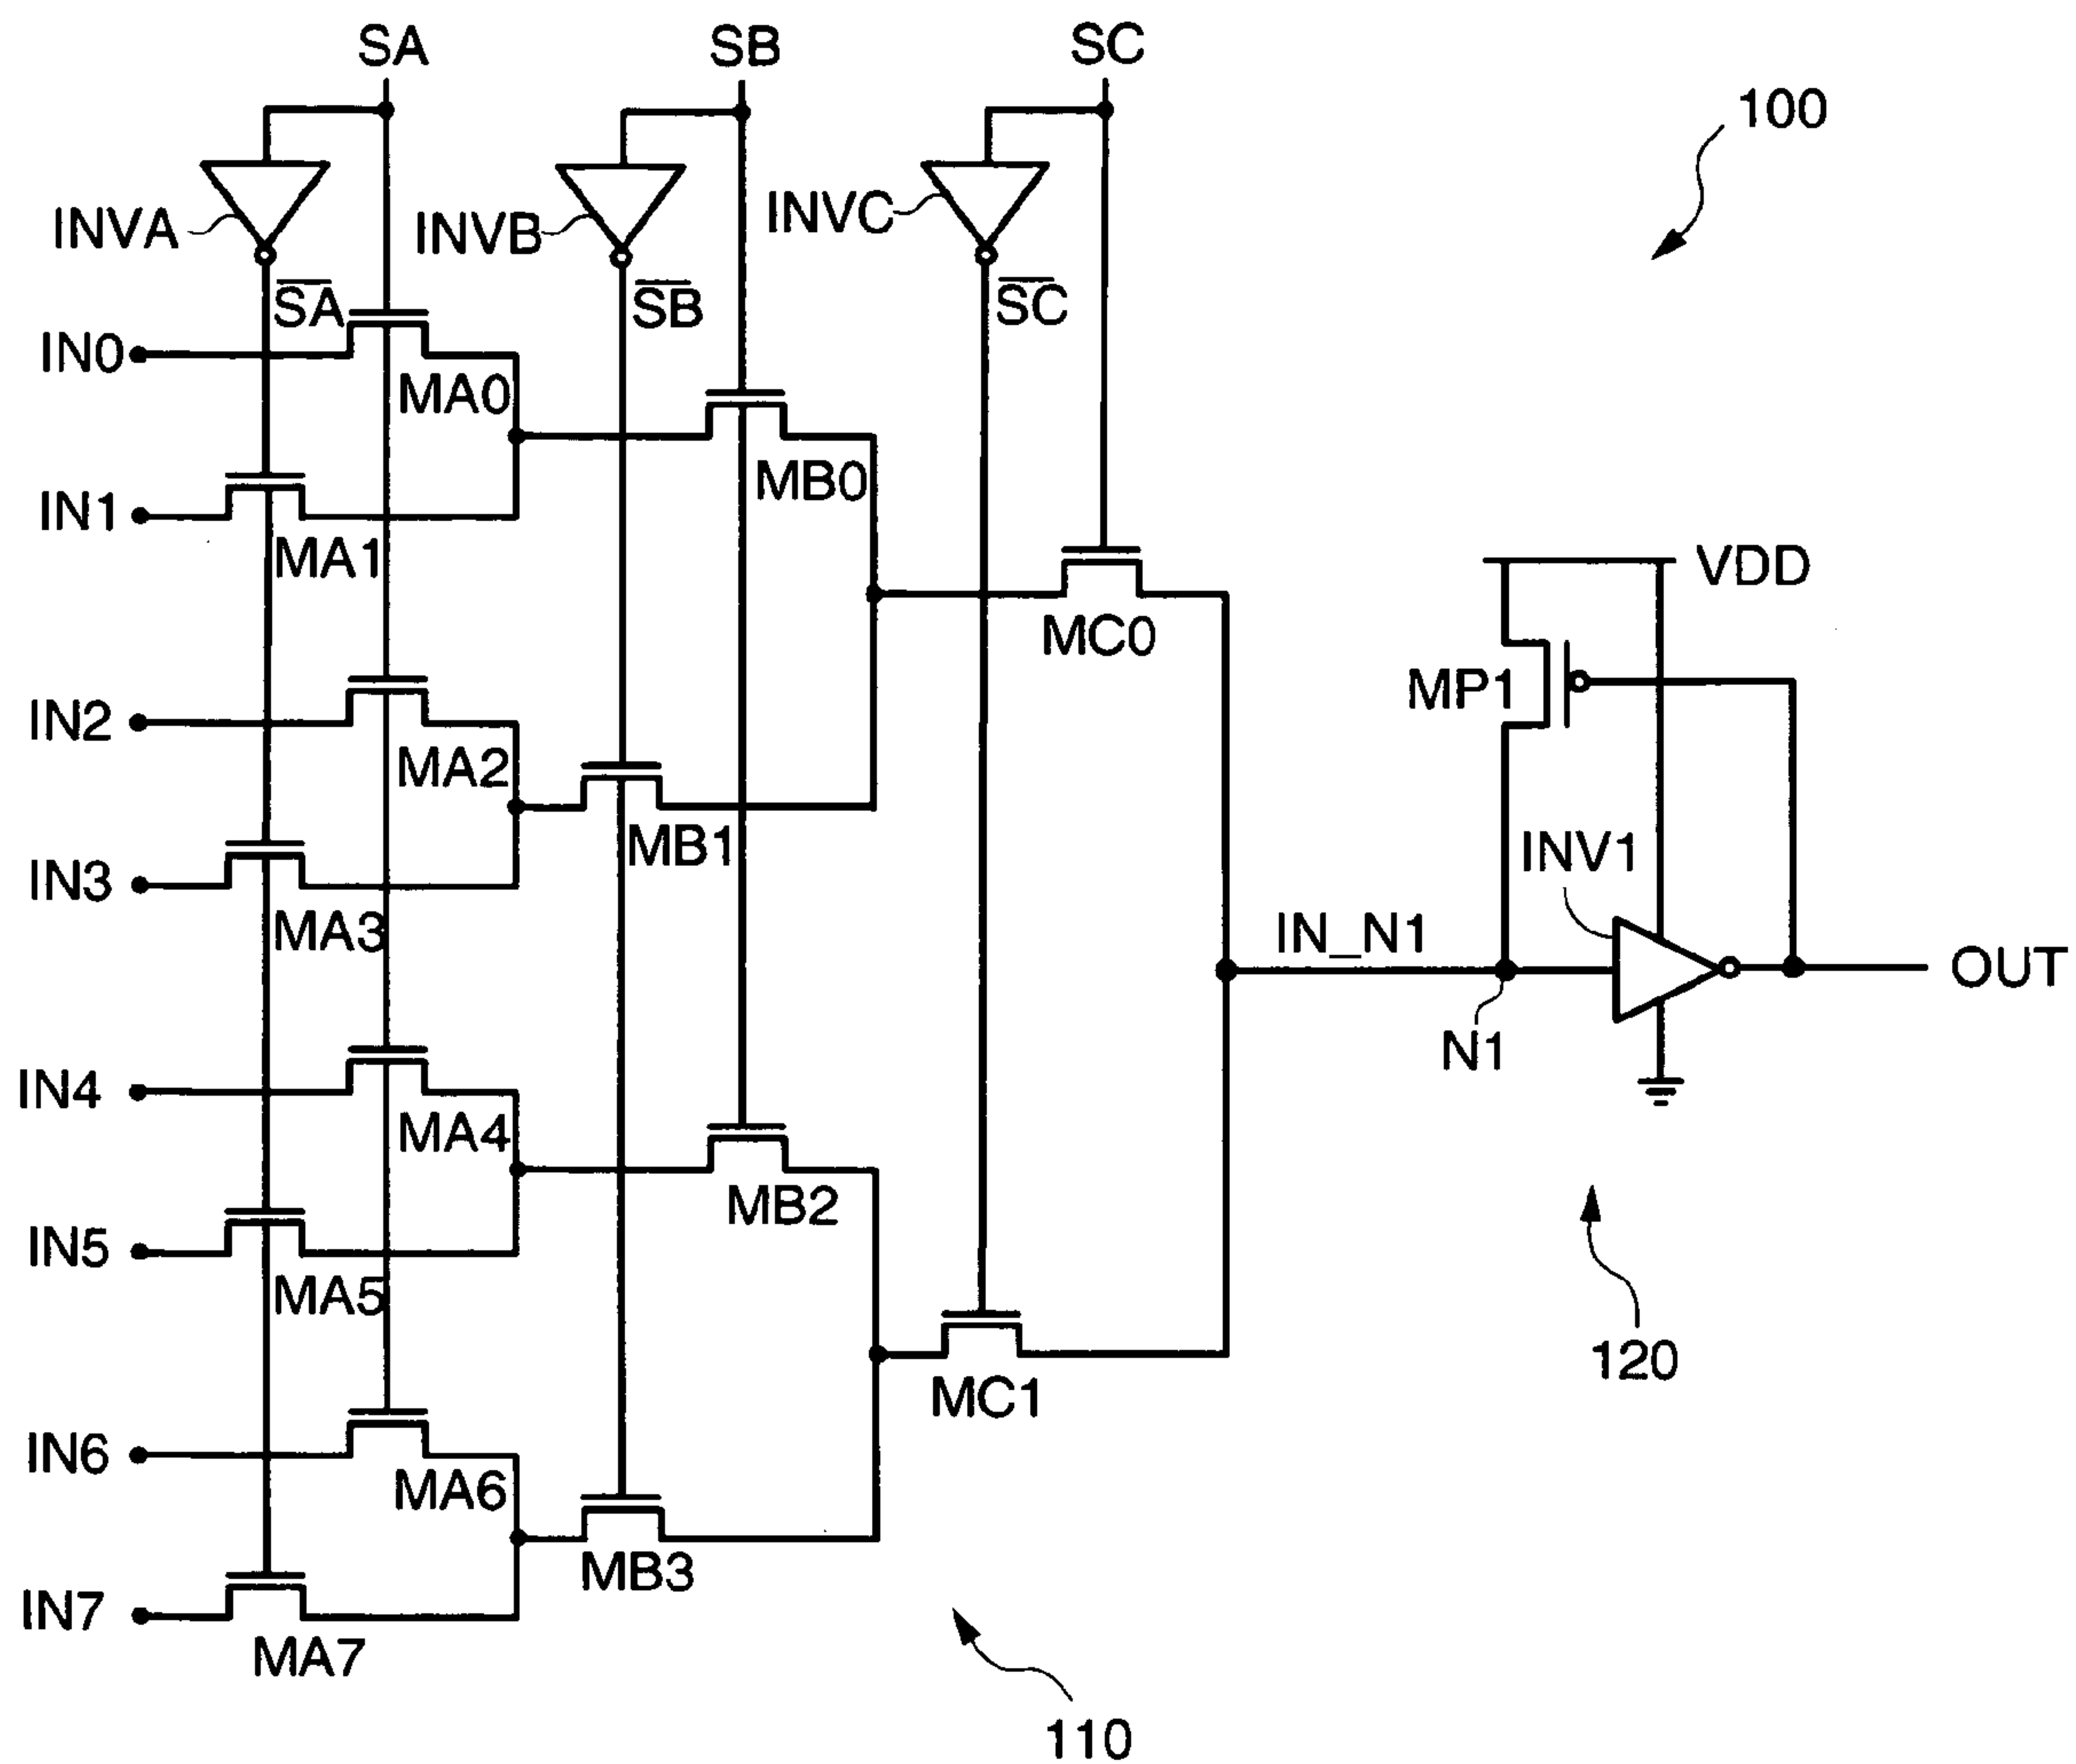 SA
SB
SC
100
INVA
INVB
INVC
S̅A̅
S̅B̅
S̅C̅
IN0
MA0
MB0
IN1
MA1
VDD
MC0
MP1
IN2
MA2
MB1
INV1
IN3
MA3
IN_N1
OUT
N1
IN4
MA4
MB2
IN5
MA5
120
MC1
IN6
MA6
MB3
IN7
MA7
110